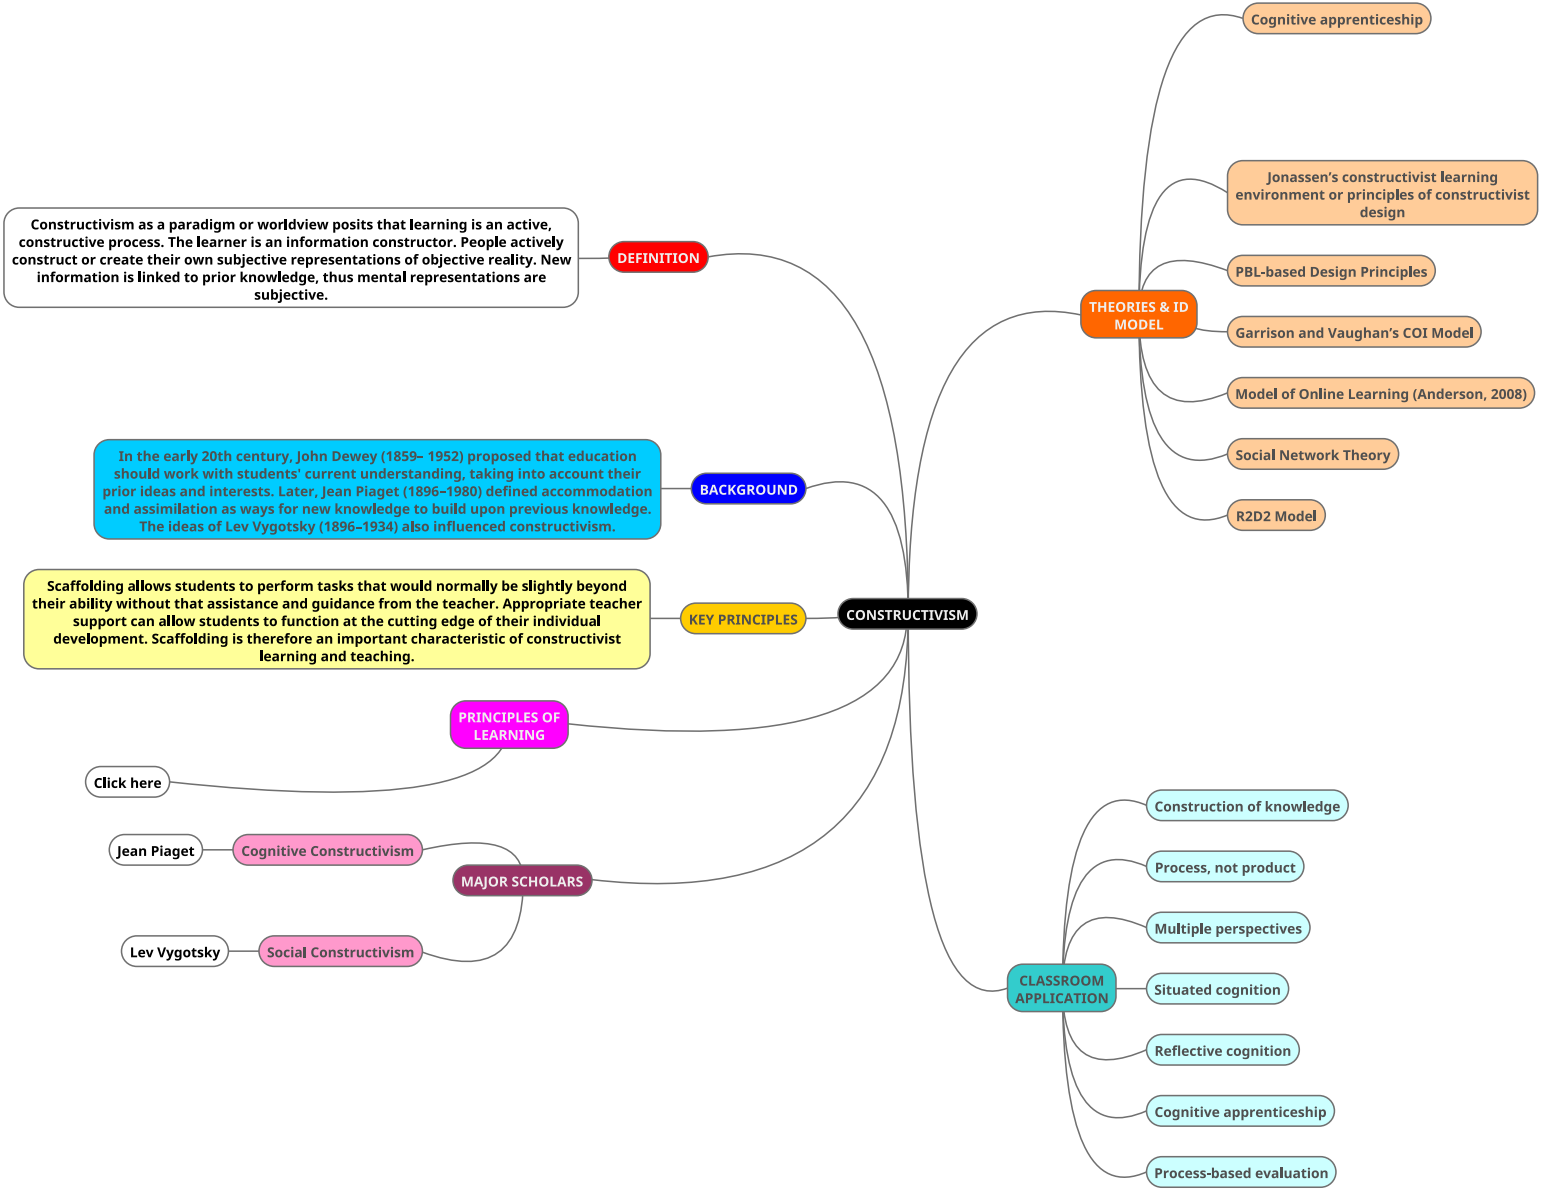 CONSTRUCTIVISM
DEFINITION
Constructivism as a paradigm or worldview posits that learning is an active,
constructive process. The learner is an information constructor. People actively
construct or create their own subjective representations of objective reality. New
information is linked to prior knowledge, thus mental representations are
subjective.
BACKGROUND
In the early 20th century, John Dewey (1859– 1952) proposed that education
should work with students' current understanding, taking into account their
prior ideas and interests. Later, Jean Piaget (1896–1980) defined accommodation
and assimilation as ways for new knowledge to build upon previous knowledge.
The ideas of Lev Vygotsky (1896–1934) also influenced constructivism.
KEY PRINCIPLES
Scaffolding allows students to perform tasks that would normally be slightly beyond
their ability without that assistance and guidance from the teacher. Appropriate teacher
support can allow students to function at the cutting edge of their individual
development. Scaffolding is therefore an important characteristic of constructivist
learning and teaching.
PRINCIPLES OF
LEARNING
Click here
MAJOR SCHOLARS
Cognitive Constructivism
Jean Piaget
Social Constructivism
Lev Vygotsky
THEORIES & ID
MODEL
Cognitive apprenticeship
Jonassen’s constructivist learning
environment or principles of constructivist
design
PBL-based Design Principles
Garrison and Vaughan’s COI Model
Model of Online Learning (Anderson, 2008)
Social Network Theory
R2D2 Model
CLASSROOM
APPLICATION
Construction of knowledge
Process, not product
Multiple perspectives
Situated cognition
Reflective cognition
Cognitive apprenticeship
Process-based evaluation